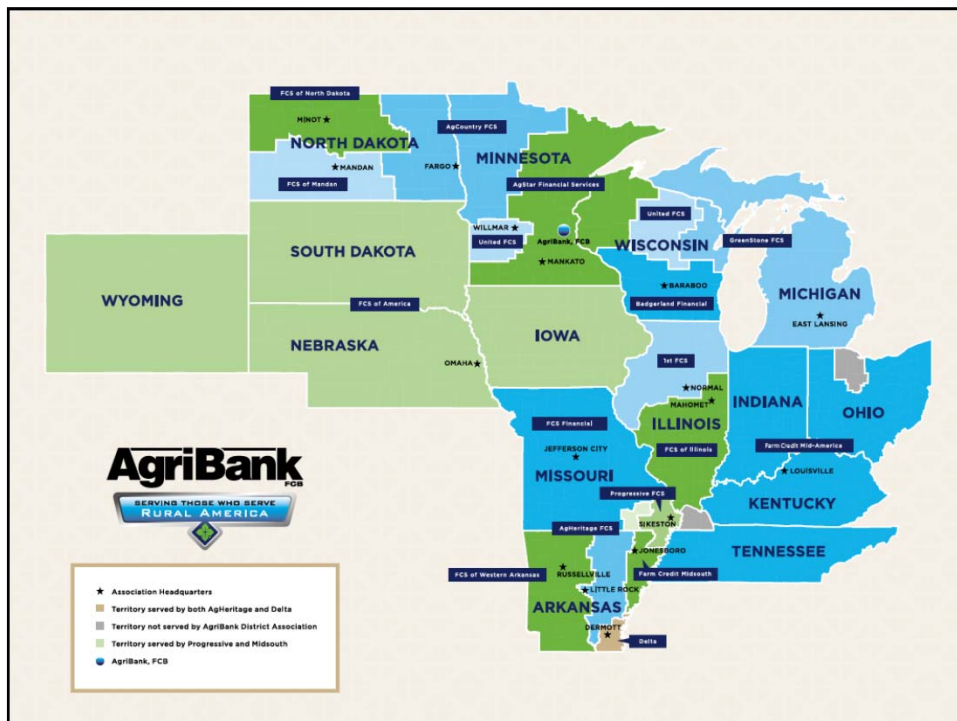 FCS of North Dakota
MINOT
NORTH DAKOTA
AgCountry FCS
MINNESOTA
MANDAN
FARGO
FCS of Mandan
AgStar Financial Services
WILLMAR
United FCS
AgriBank, FCB
MANKATO
United FCS
WISCONSIN
GreenStone FCS
SOUTH DAKOTA
BARABOO
Badgerland Financial
MICHIGAN
EAST LANSING
WYOMING
FCS of America
NEBRASKA
IOWA
OMAHA
1st FCS
NORMAL
MAHOMET
ILLINOIS
FCS of Illinois
INDIANA
OHIO
FarmCredit Mid-America
LOUISVILLE
KENTUCKY
FCS Financial
JEFFERSON CITY
MISSOURI
Progressive FCS
SIKESTON
TENNESSEE
AgHeritage FCS
JONESBORO
Farm Credit Midsouth
FCS of Western Arkansas
RUSSELLVILLE
LITTLE ROCK
ARKANSAS
DERMOTT
Delta
AgriBank
FCB
SERVING THOSE WHO SERVE
RURAL AMERICA
Association Headquarters
Territory served by both AgHeritage and Delta
Territory not served by AgriBank District Association
Territory served by Progressive and Midsouth
AgriBank, FCB